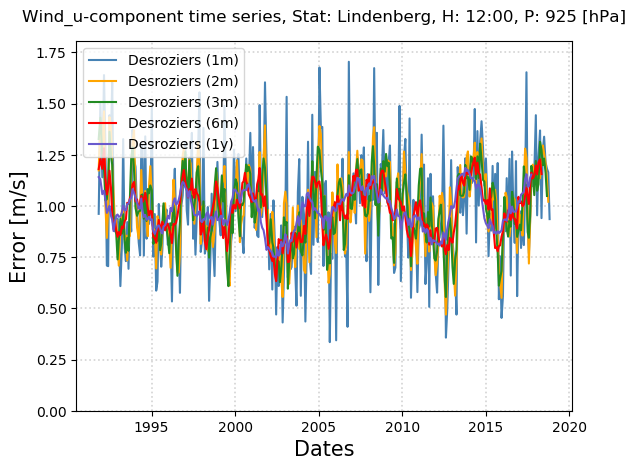 Wind_u-component time series, Stat: Lindenberg, H: 12:00, P: 925 [hPa]
1.75
1.50
1.25
1.00
0.75
0.50
0.25
0.00
Error [m/s]
Desroziers (1m)
Desroziers (2m)
Desroziers (3m)
Desroziers (6m)
Desroziers (1y)
1995 2000 2005 2010 2015 2020
Dates